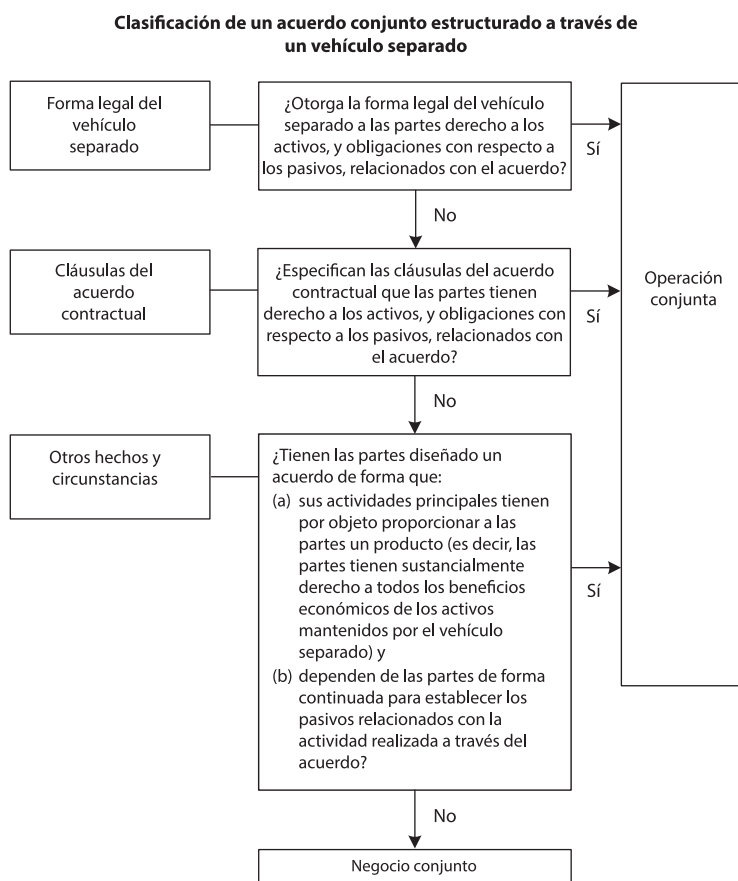 Clasificación de un acuerdo conjunto estructurado a través de
un vehículo separado
Forma legal del
vehículo
separado
¿Otorga la forma legal del vehículo
separado a las partes derecho a los
activos, y obligaciones con respecto a
los pasivos, relacionados con el acuerdo?
Sí
No
Cláusulas del
acuerdo
contractual
¿Especifican las cláusulas del acuerdo
contractual que las partes tienen
derecho a los activos, y obligaciones con
respecto a los pasivos, relacionados con
el acuerdo?
Sí
Operación
conjunta
No
Otros hechos y
circunstancias
¿Tienen las partes diseñado un
acuerdo de forma que:
(a) sus actividades principales tienen
por objeto proporcionar a las
partes un producto (es decir, las
partes tienen sustancialmente
derecho a todos los beneficios
económicos de los activos
mantenidos por el vehículo
separado) y
(b) dependen de las partes de forma
continuada para establecer los
pasivos relacionados con la
actividad realizada a través del
acuerdo?
Sí
No
Negocio conjunto